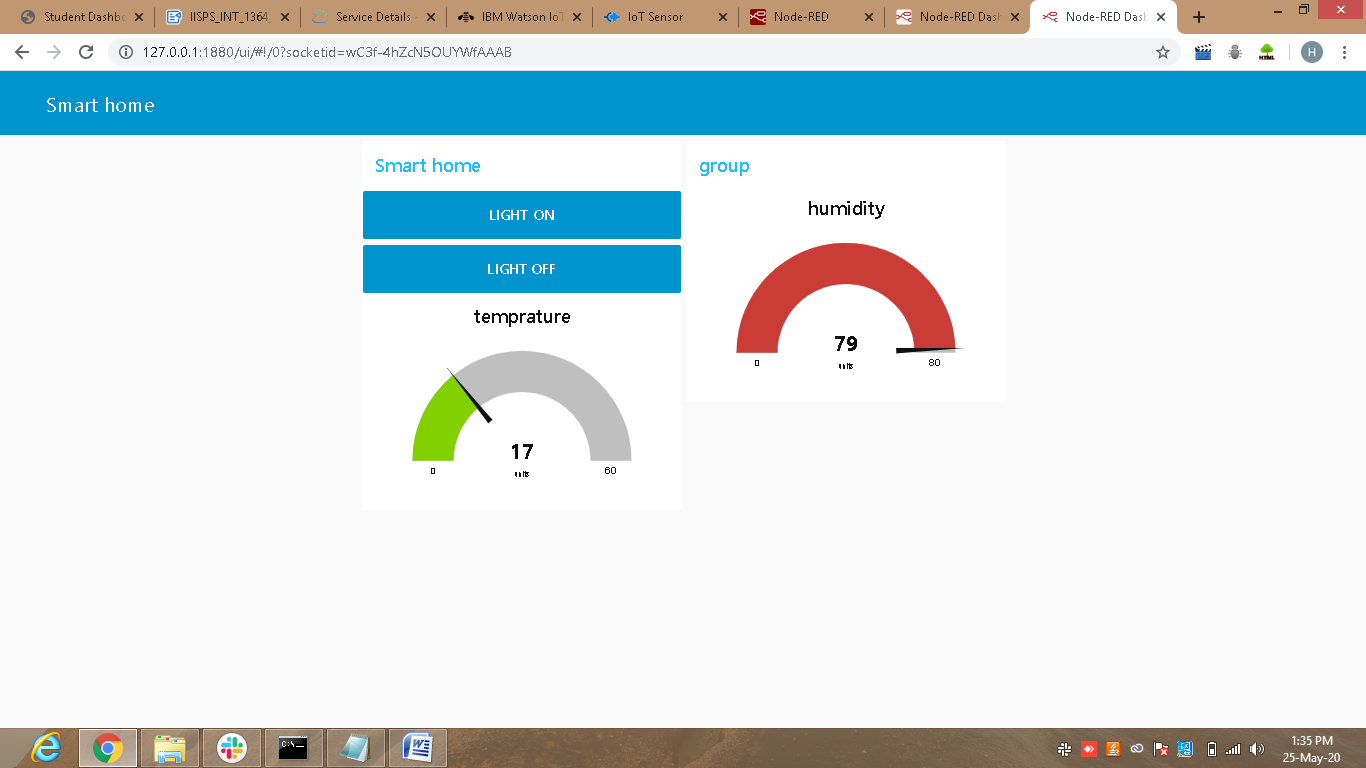 Student Dashbo
IISPS_INT_1364_
Service Details -
IBM Watson IoT
IoT Sensor
Node-RED
Node-RED Dash
Node-RED Dash
127.0.0.1:1880/ui/#!/0?socketid=wC3f-4hZcN5OUYWfAAAB
H
Smart home
Smart home
LIGHT ON
LIGHT OFF
temprature
17
units
0
60
group
humidity
79
units
0
80
1:35 PM
25-May-20